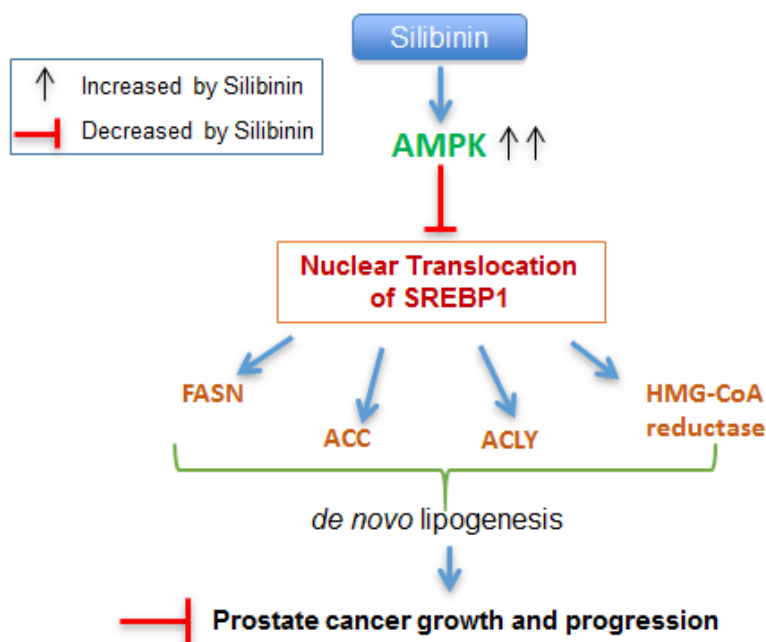 Silibinin
Increased by Silibinin
Decreased by Silibinin
AMPK
Nuclear Translocation
of SREBP1
FASN
ACC
ACLY
HMG-CoA
reductase
de novo lipogenesis
Prostate cancer growth and progression